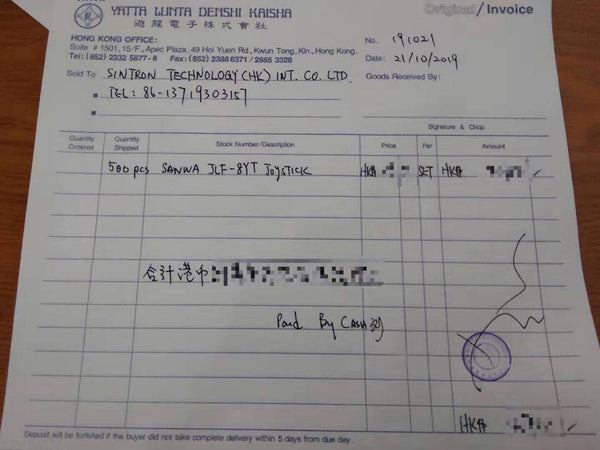 YATTA LUNTA DENSHI KAISHA
遊龍電子株式會社
Original / Invoice
HONG KONG OFFICE:
Suite # 1501, 15/F., Apec Plaza, 49 Hoi Yuen Rd., Kwun Tong, Kln., Hong Kong.
Tel: (852) 2332 5877-8 Fax: (852) 2388 6371 / 2885 3326
No. 191021
Date, 21/10/2019
Sold To SINTRON TECHNOLOGY (HK) INT. CO. LTD.
Goods Received By:
TEL: 86-13719303157
Signature & Chop
Quantity Ordered Quantity Shipped Stock Number/Description Price Per Amount
500 pcs SANWA JLF-8YT JOYSTICK HK$ SET HK$
合計港币
Paid By CASH
HK$
Deposit will be forfeited if the buyer did not take complete delivery within 5 days from due day.